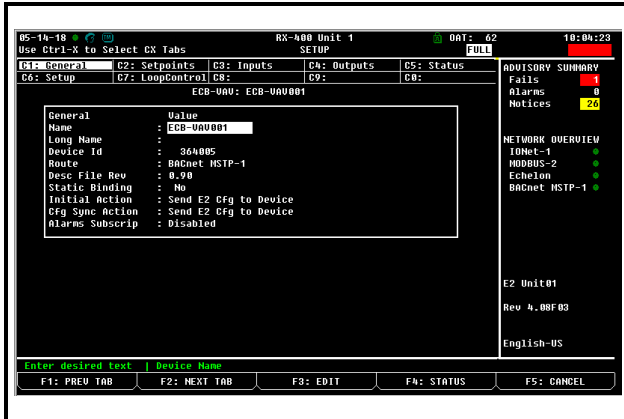 05-14-18 RX-400 Unit 1 OAT: 62 10:04:23
Use Ctrl-X to Select CX Tabs SETUP FULL
C1: General C2: Setpoints C3: Inputs C4: Outputs C5: Status
C6: Setup C7: LoopControl C8: C9: C0:
ECB-VAV: ECB-VAV001
General Value
Name : ECB-VAV001
Long Name :
Device Id : 364005
Route : BACnet MSTP-1
Desc File Rev : 0.90
Static Binding : No
Initial Action : Send E2 Cfg to Device
Cfg Sync Action : Send E2 Cfg to Device
Alarms Subscrip : Disabled
ADVISORY SUMMARY
Fails 1
Alarms 0
Notices 26
NETWORK OVERVIEW
IONet-1
MODBUS-2
Echelon
BACnet MSTP-1
E2 Unit01
Rev 4.08F03
English-US
Enter desired text | Device Name
F1: PREV TAB F2: NEXT TAB F3: EDIT F4: STATUS F5: CANCEL